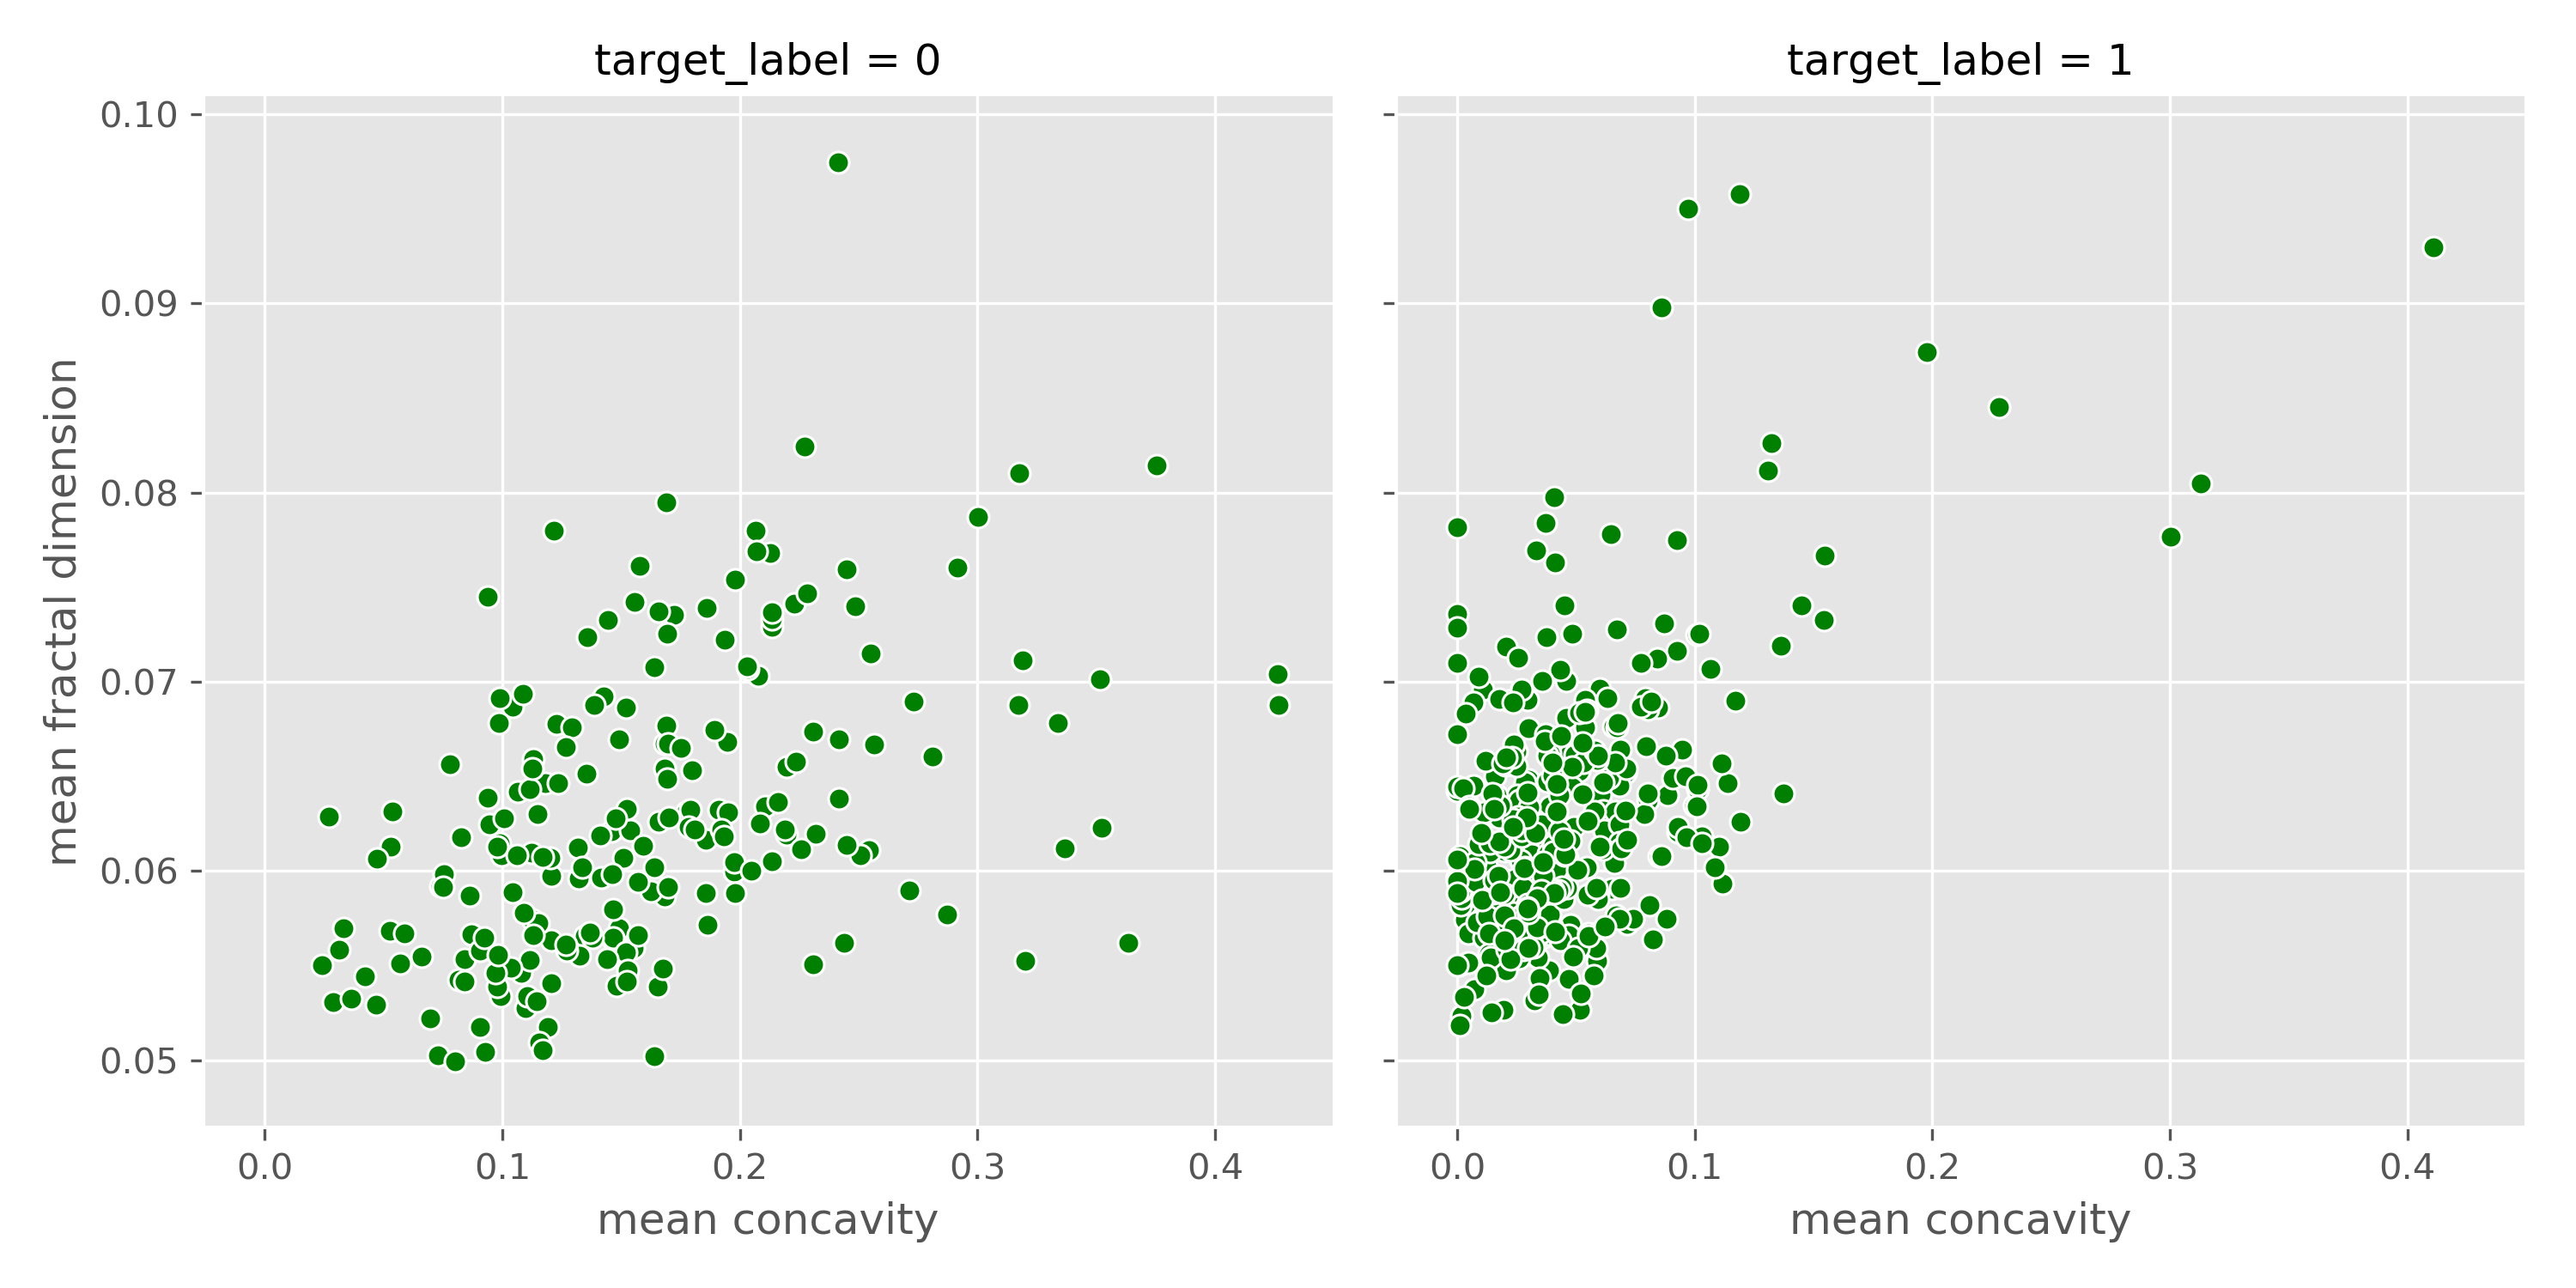 target_label = 0
target_label = 1
0.10
0.09
0.08
0.07
0.06
0.05
mean fractal dimension
0.0 0.1 0.2 0.3 0.4
0.0 0.1 0.2 0.3 0.4
mean concavity
mean concavity